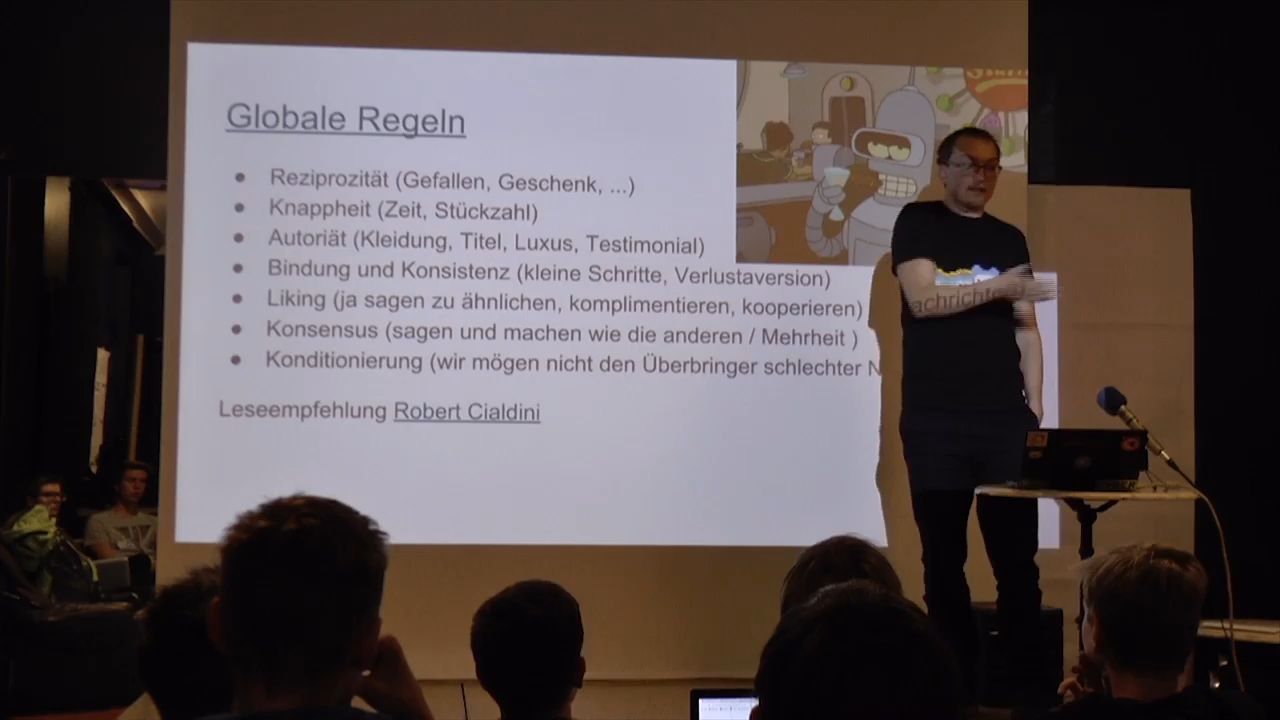 Globale Regeln
Reziprozität (Gefallen, Geschenk, ...)
Knappheit (Zeit, Stückzahl)
Autoriät (Kleidung, Titel, Luxus, Testimonial)
Bindung und Konsistenz (kleine Schritte, Verlustaversion)
Liking (ja sagen zu ähnlichen, komplimentieren, kooperieren)
Konsensus (sagen und machen wie die anderen / Mehrheit )
Konditionierung (wir mögen nicht den Überbringer schlechter N
achrichte
Leseempfehlung Robert Cialdini